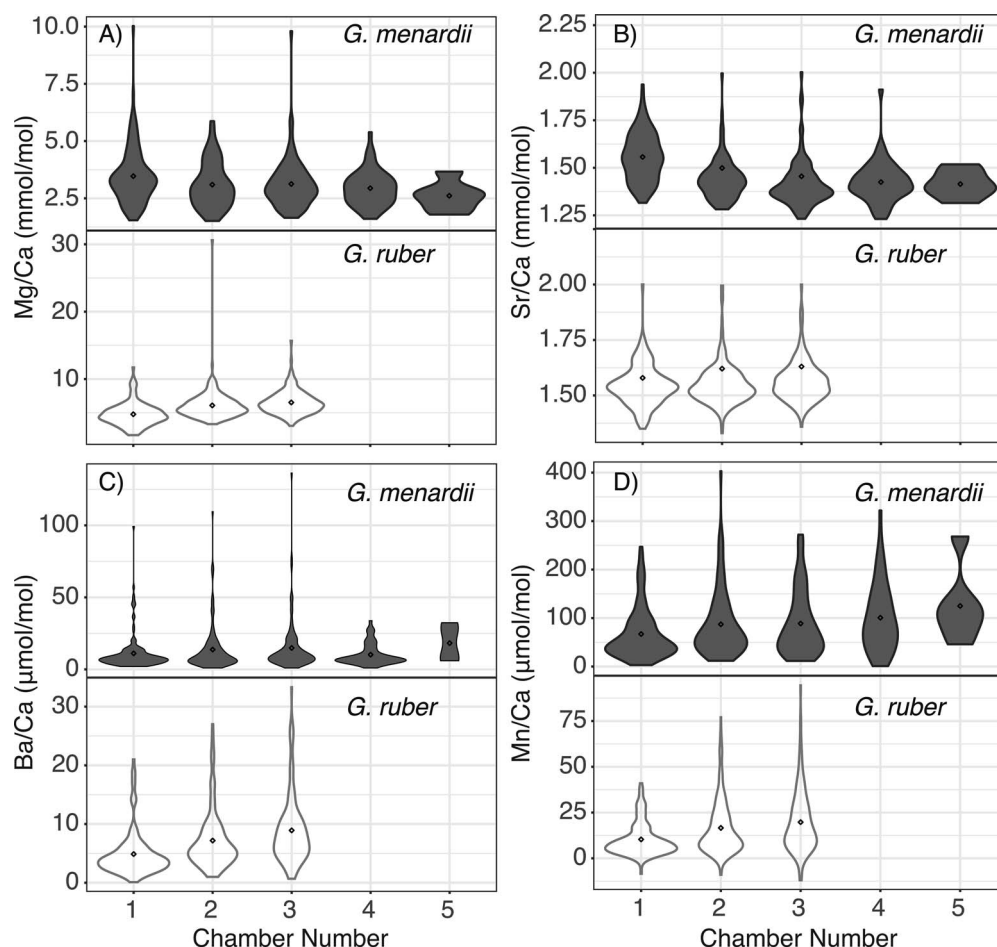 A)
G. menardii
10.0
7.5
5.0
2.5
Mg/Ca (mmol/mol)
G. ruber
30
20
10
B)
G. menardii
2.25
2.00
1.75
1.50
1.25
Sr/Ca (mmol/mol)
G. ruber
2.00
1.75
1.50
C)
G. menardii
100
50
0
Ba/Ca (µmol/mol)
G. ruber
30
20
10
0
1 2 3 4 5
Chamber Number
D)
G. menardii
400
300
200
100
0
Mn/Ca (µmol/mol)
G. ruber
75
50
25
0
1 2 3 4 5
Chamber Number